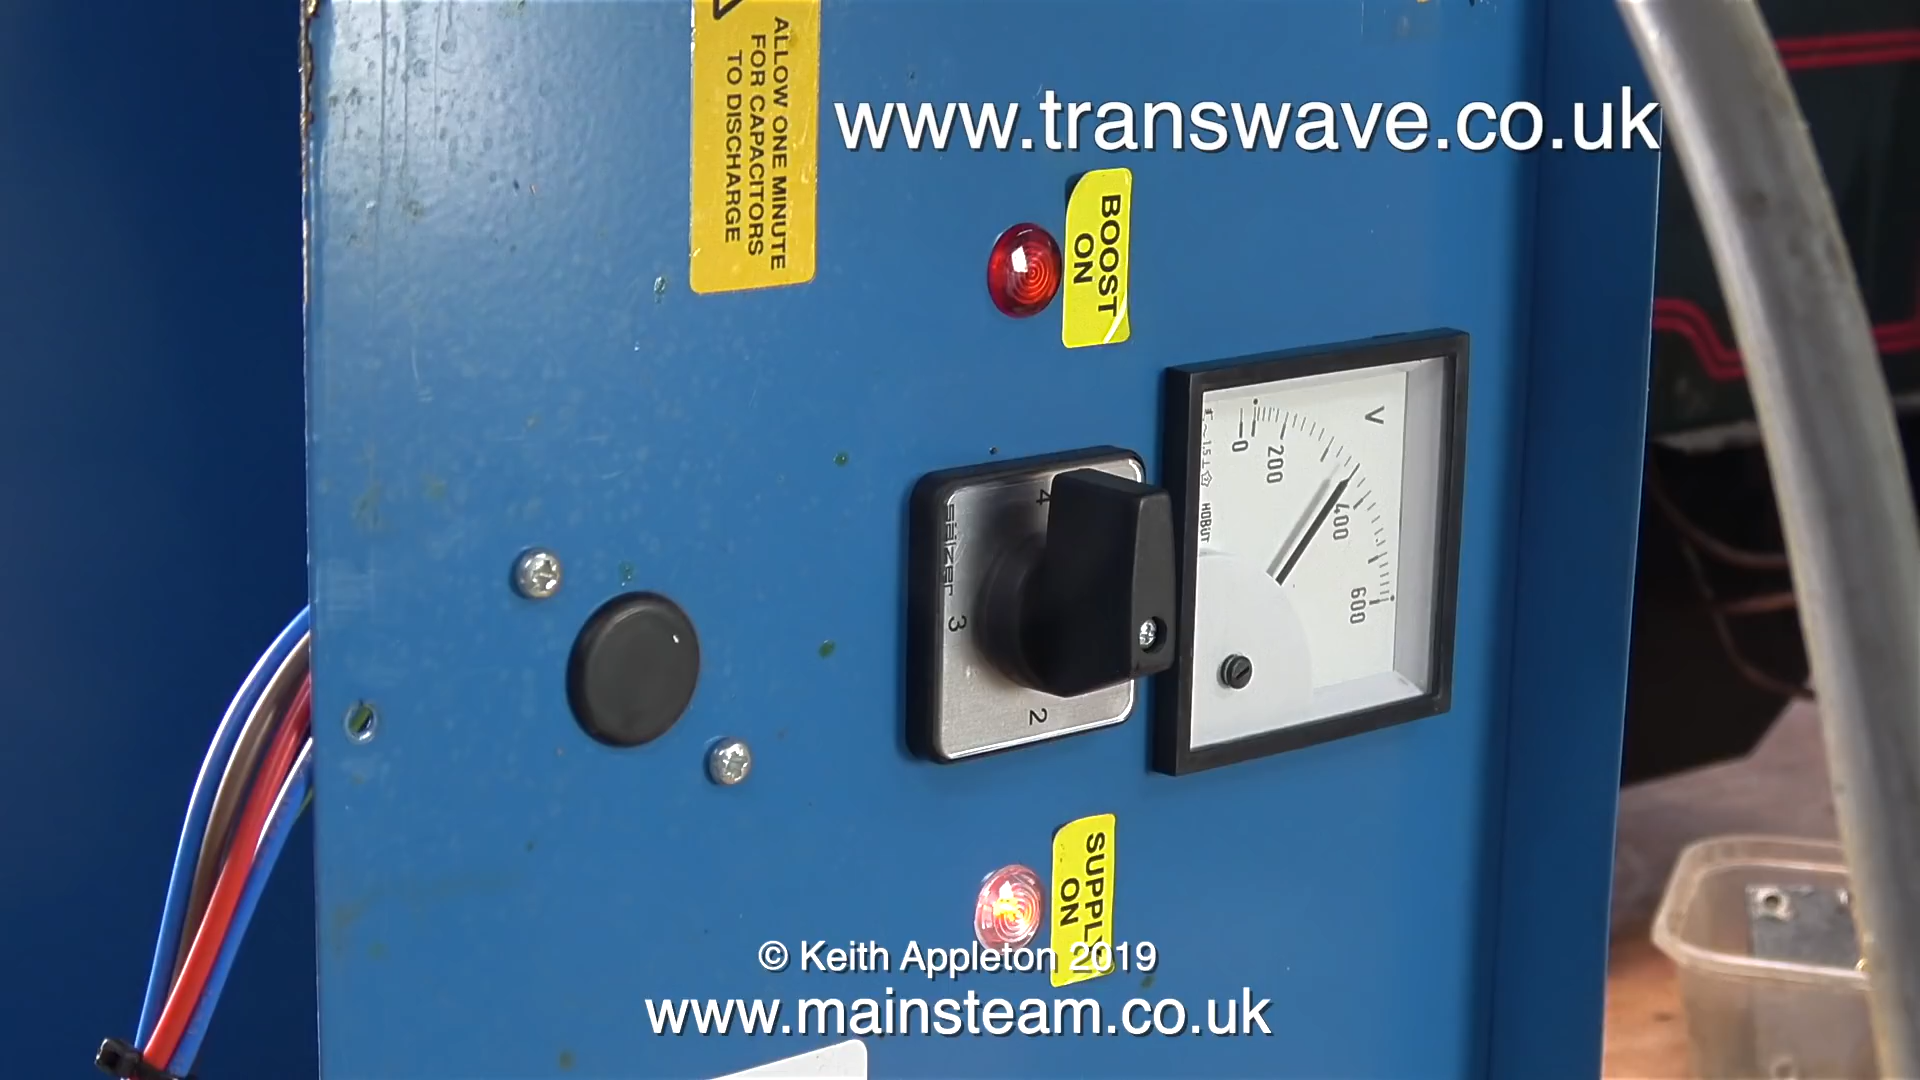 ALLOW ONE MINUTE
FOR CAPACITORS
TO DISCHARGE
www.transwave.co.uk
BOOST
ON
V
0
200
400
600
HOBUT
4
3
2
SUPPLY
ON
© Keith Appleton 2019
www.mainsteam.co.uk